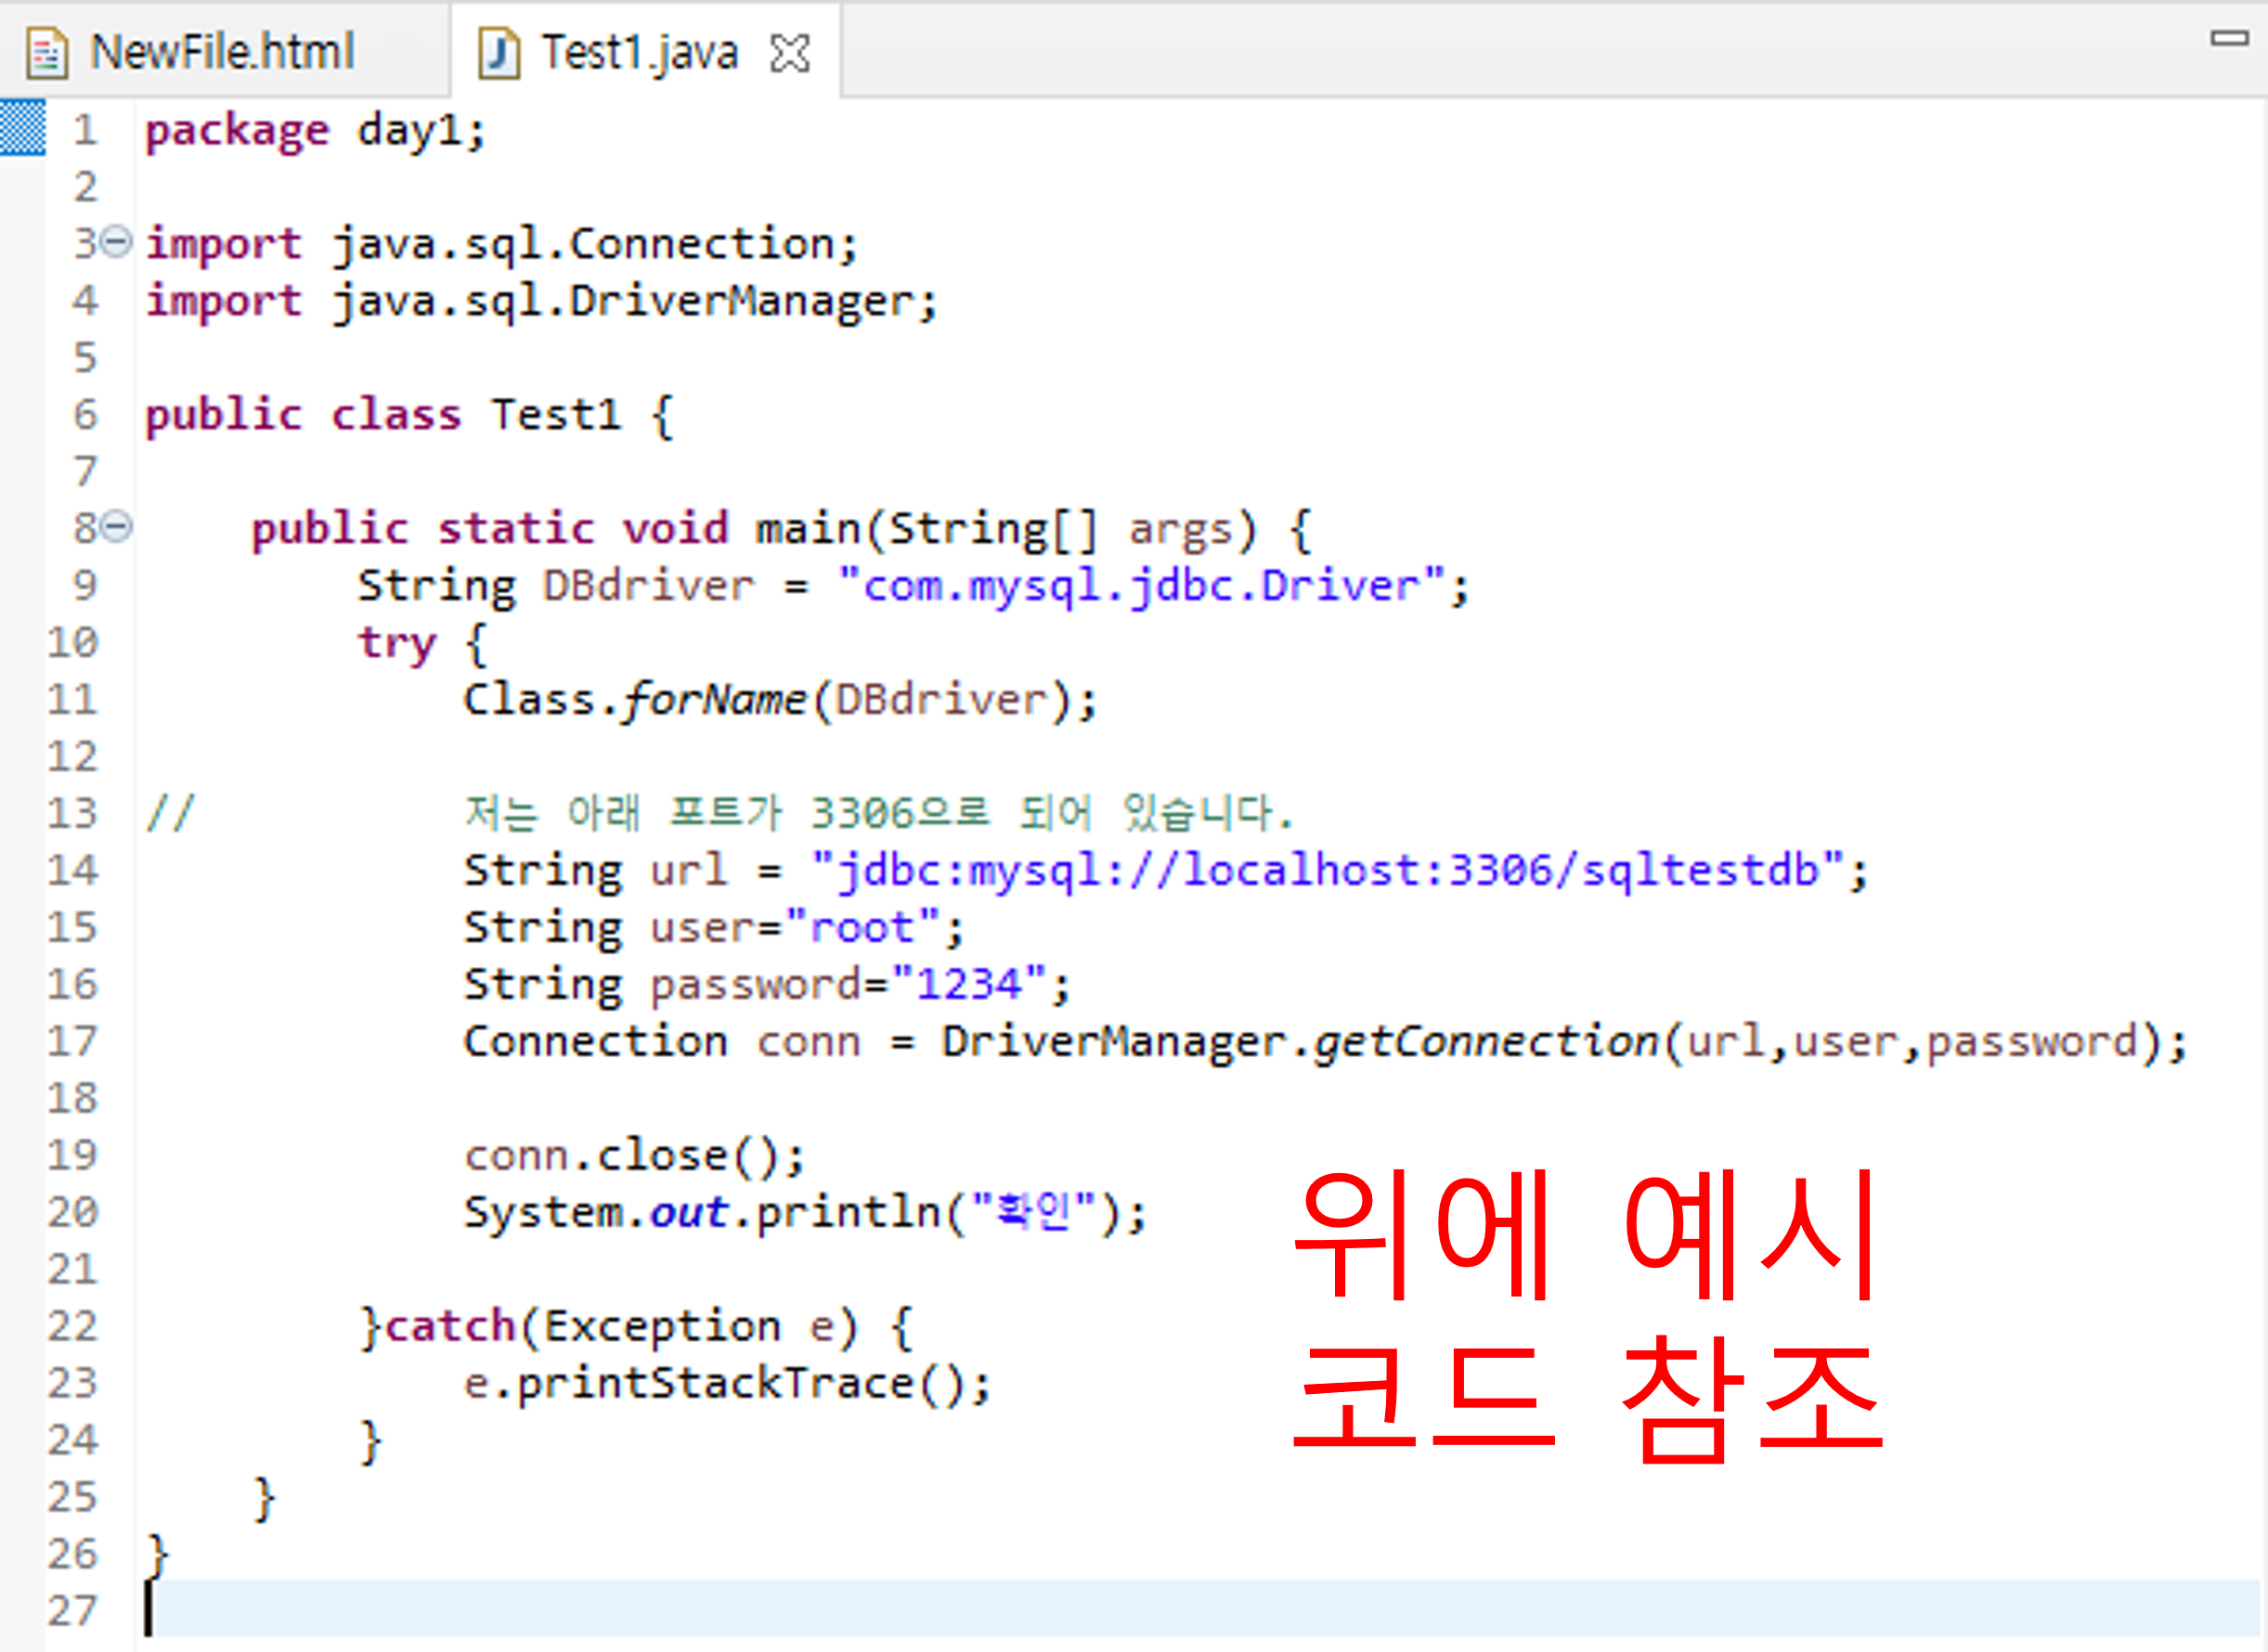 NewFile.html Test1.java
1 package day1;
2
3 import java.sql.Connection;
4 import java.sql.DriverManager;
5
6 public class Test1 {
7
8     public static void main(String[] args) {
9         String DBdriver = "com.mysql.jdbc.Driver";
10         try {
11             Class.forName(DBdriver);
12
13 //          저는 아래 포트가 3306으로 되어 있습니다.
14             String url = "jdbc:mysql://localhost:3306/sqltestdb";
15             String user="root";
16             String password="1234";
17             Connection conn = DriverManager.getConnection(url,user,password);
18
19             conn.close();
20             System.out.println("확인");
21
22         }catch(Exception e) {
23             e.printStackTrace();
24         }
25     }
26 }
27
위에 예시
코드 참조